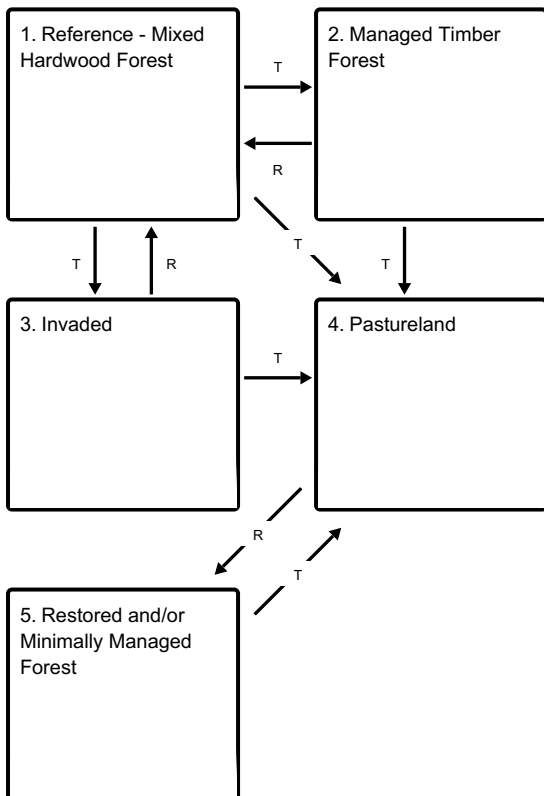 1. Reference - Mixed
Hardwood Forest
T
2. Managed Timber
Forest
R
T
T
T
R
3. Invaded
T
4. Pastureland
R
T
5. Restored and/or
Minimally Managed
Forest